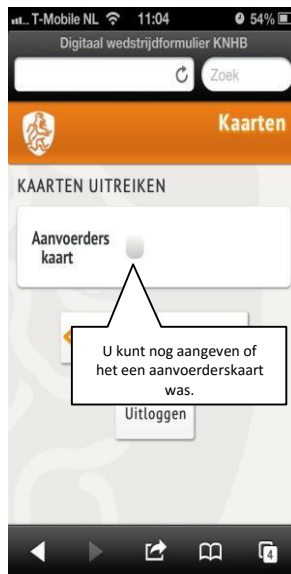 T-Mobile NL 11:04 54%
Digitaal wedstrijdformulier KNHB
Zoek
Kaarten
KAARTEN UITREIKEN
Aanvoerders
kaart
U kunt nog aangeven of
het een aanvoerderskaart
was.
Uitloggen
4